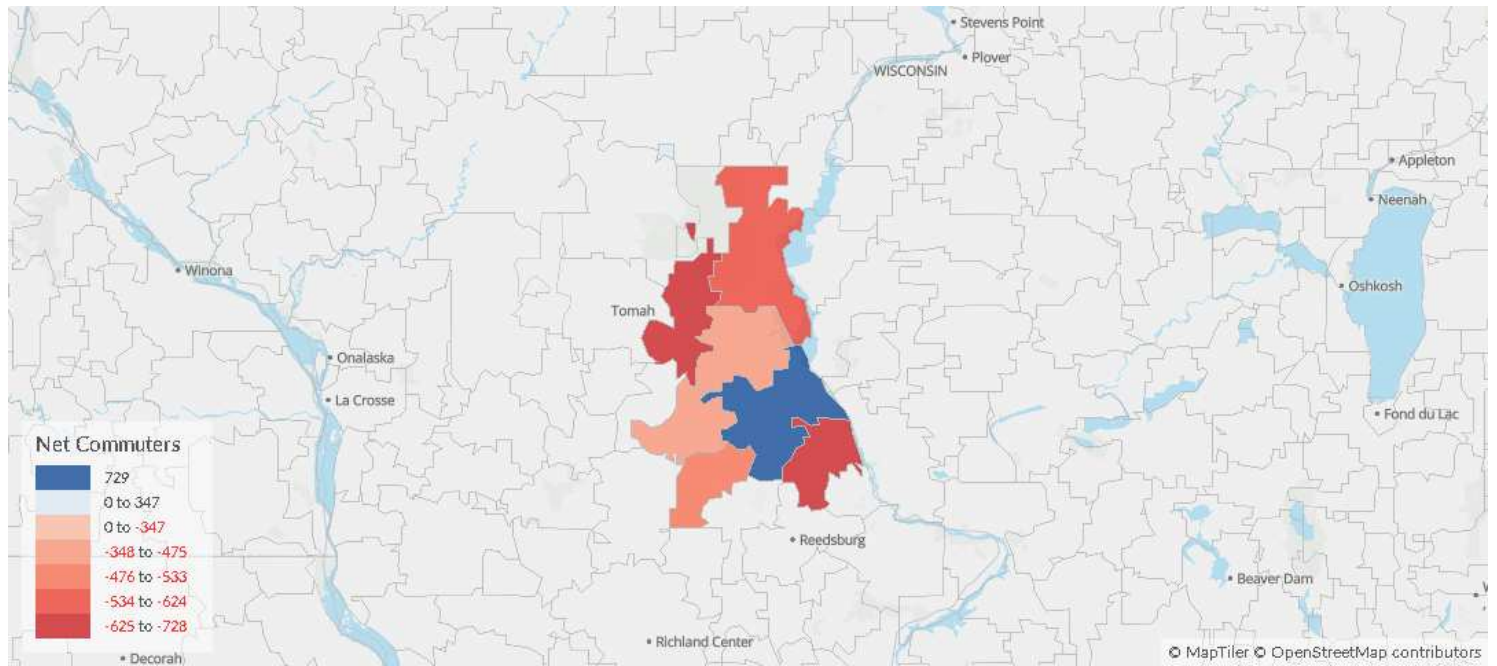 Stevens Point
Plover
WISCONSIN
Appleton
Neenah
Winona
Oshkosh
Tomah
Onalaska
La Crosse
Fond du Lac
Net Commuters
729
0 to 347
0 to -347
-348 to -475
-476 to -533
-534 to -624
-625 to -728
Reedsburg
Beaver Dam
Richland Center
Decorah
© MapTiler © OpenStreetMap contributors